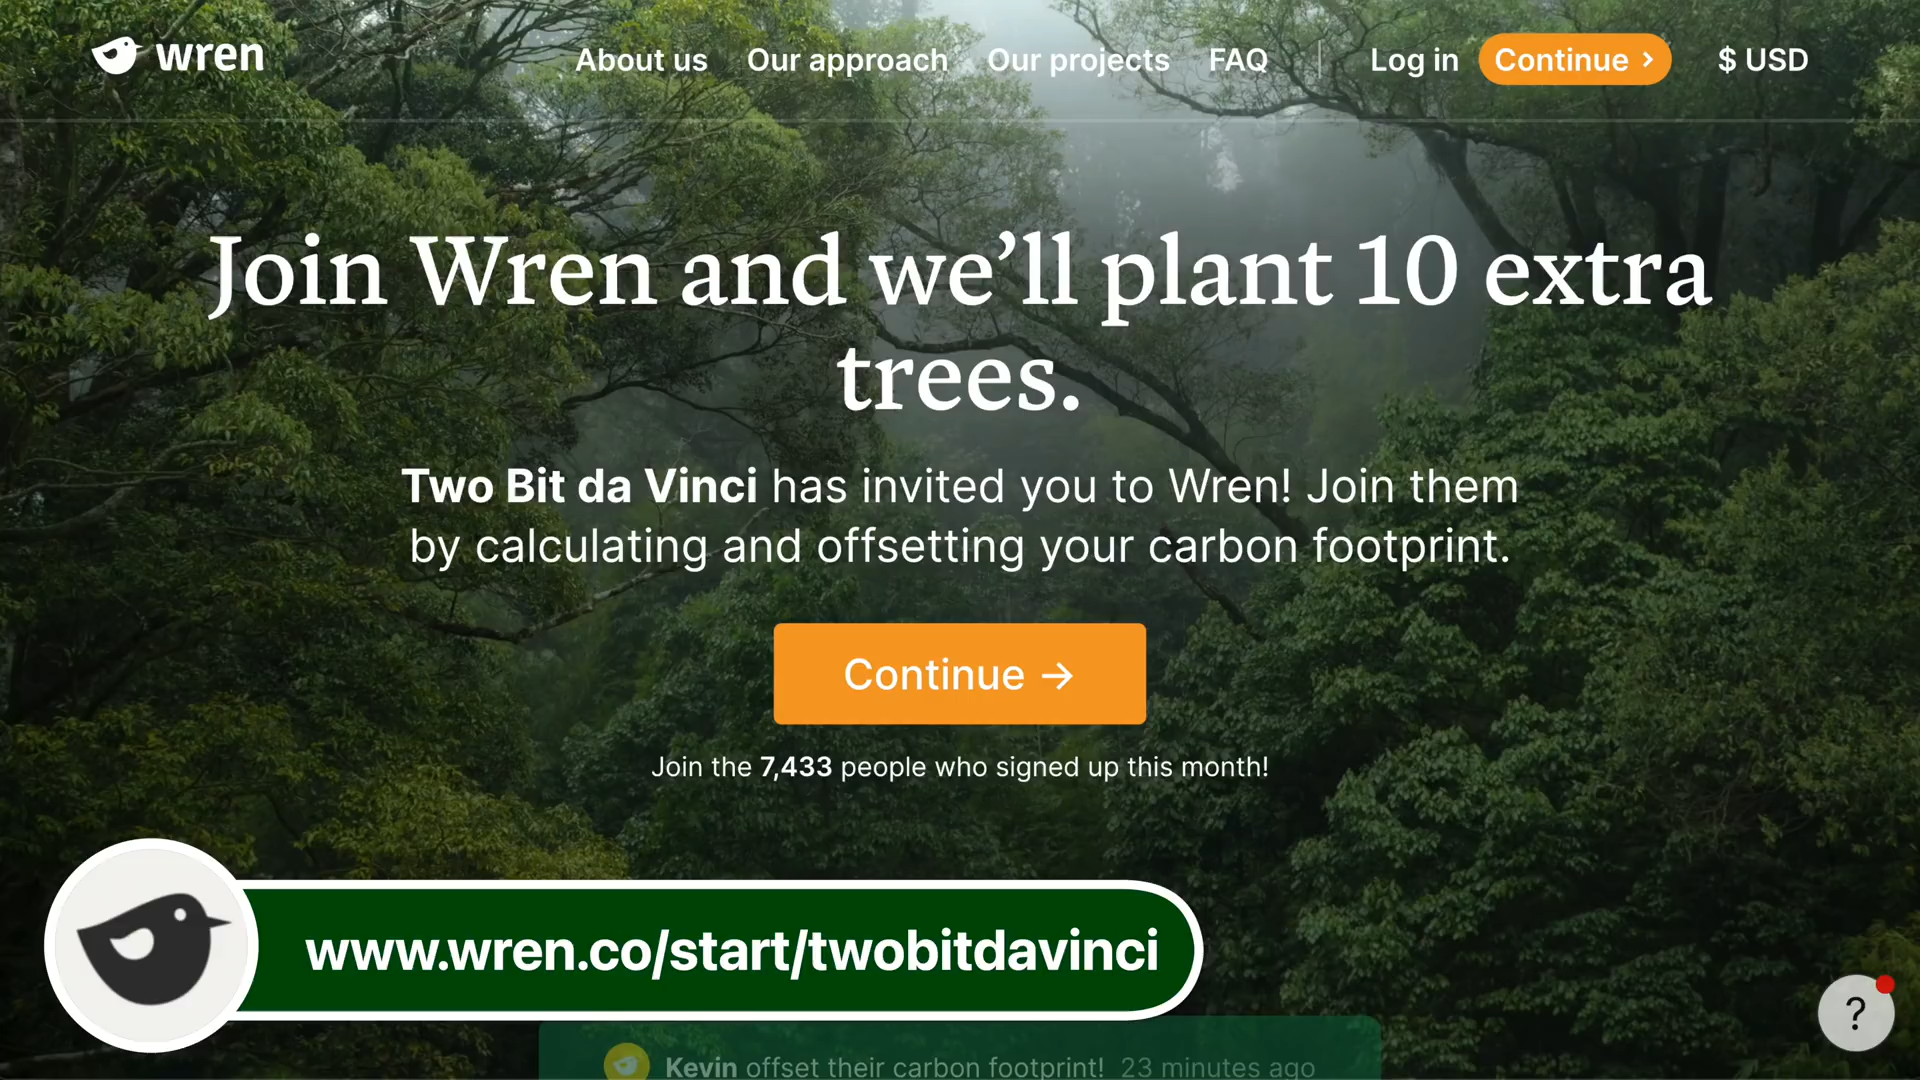 wren
About us Our approach Our projects FAQ Log in Continue > $ USD
Join Wren and we’ll plant 10 extra
trees.
Two Bit da Vinci has invited you to Wren! Join them
by calculating and offsetting your carbon footprint.
Continue →
Join the 7,433 people who signed up this month!
www.wren.co/start/twobitdavinci
?
Kevin offset their carbon footprint! 23 minutes ago